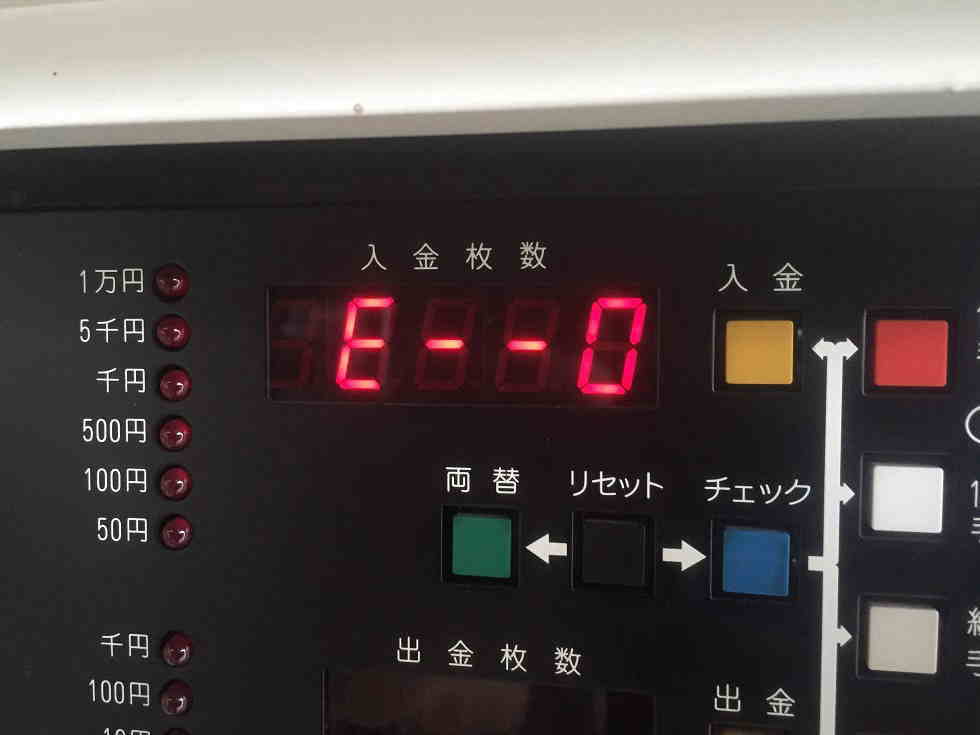 入金枚数
入金
1万円
E--0
5千円
千円
500円
100円
両替
リセット
チェック
50円
千円
出金枚数
100円
出金